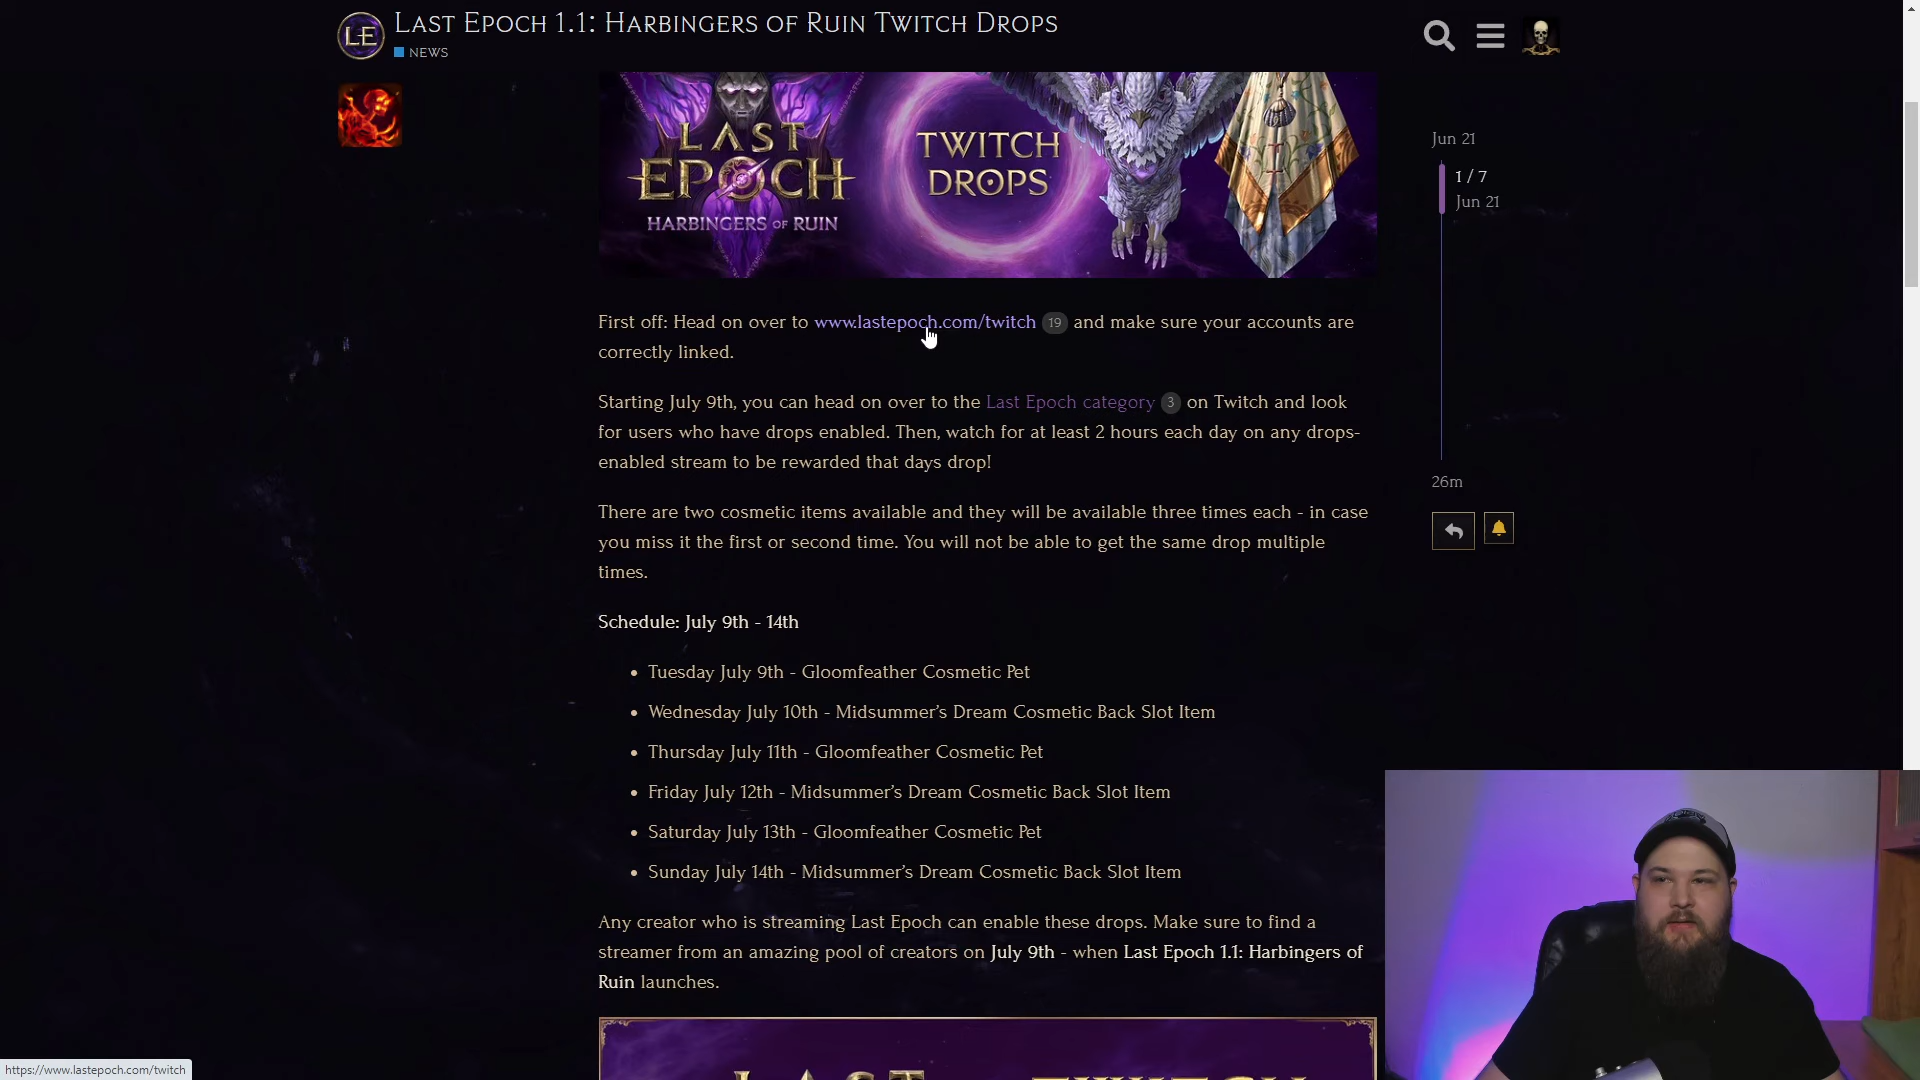 Last Epoch 1.1: Harbingers of Ruin Twitch Drops
LE
NEWS
LAST
EPOCH
HARBINGERS OF RUIN
TWITCH
DROPS
Jun 21
1 / 7
Jun 21
First off: Head on over to www.lastepoch.com/twitch 19 and make sure your accounts are
correctly linked.
Starting July 9th, you can head on over to the Last Epoch category 3 on Twitch and look
for users who have drops enabled. Then, watch for at least 2 hours each day on any drops-
enabled stream to be rewarded that days drop!
26m
There are two cosmetic items available and they will be available three times each - in case
you miss it the first or second time. You will not be able to get the same drop multiple
times.
Schedule: July 9th - 14th
• Tuesday July 9th - Gloomfeather Cosmetic Pet
• Wednesday July 10th - Midsummer's Dream Cosmetic Back Slot Item
• Thursday July 11th - Gloomfeather Cosmetic Pet
• Friday July 12th - Midsummer's Dream Cosmetic Back Slot Item
• Saturday July 13th - Gloomfeather Cosmetic Pet
• Sunday July 14th - Midsummer's Dream Cosmetic Back Slot Item
Any creator who is streaming Last Epoch can enable these drops. Make sure to find a
streamer from an amazing pool of creators on July 9th - when Last Epoch 1.1: Harbingers of
Ruin launches.
LAST TWITCH
https://www.lastepoch.com/twitch